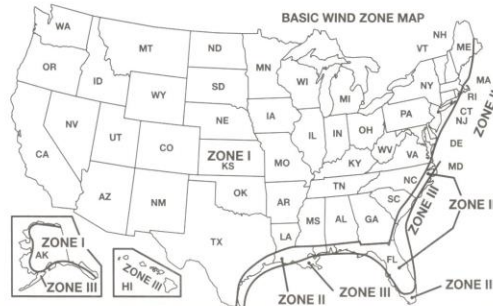 BASIC WIND ZONE MAP
WA
MT
ND
MN
NH
VT
ME
OR
ID
WY
SD
WI
MI
NY
MA
RI
CT
NJ
NV
UT
CO
NE
IA
IL
IN
OH
PA
DE
MD
CA
ZONE I
KS
MO
KY
WV
VA
AZ
NM
OK
AR
TN
NC
SC
ZONE III
TX
LA
MS
AL
GA
FL
ZONE I
AK
ZONE III
ZONE III
HI
ZONE II
ZONE III
ZONE II